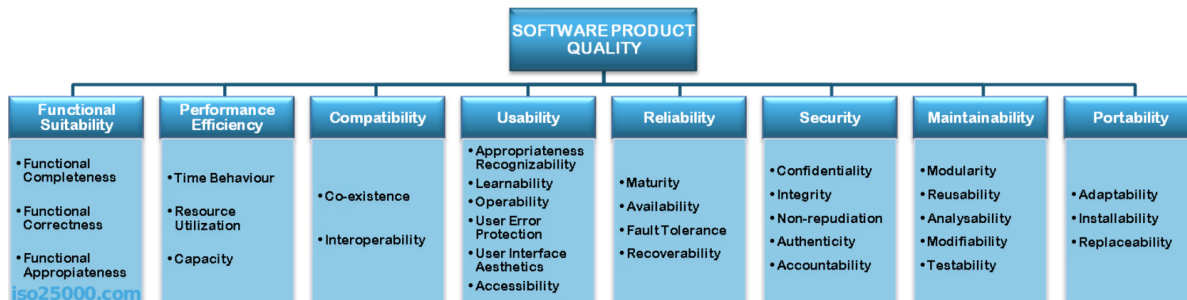 SOFTWARE PRODUCT
QUALITY
Functional
Suitability
• Functional
Completeness
• Functional
Correctness
• Functional
Appropiateness
Performance
Efficiency
• Time Behaviour
• Resource
Utilization
• Capacity
Compatibility
• Co-existence
• Interoperability
Usability
• Appropriateness
Recognizability
• Learnability
• Operability
• User Error
Protection
• User Interface
Aesthetics
• Accessibility
Reliability
• Maturity
• Availability
• Fault Tolerance
• Recoverability
Security
• Confidentiality
• Integrity
• Non-repudiation
• Authenticity
• Accountability
Maintainability
• Modularity
• Reusability
• Analysability
• Modifiability
• Testability
Portability
• Adaptability
• Installability
• Replaceability
iso25000.com